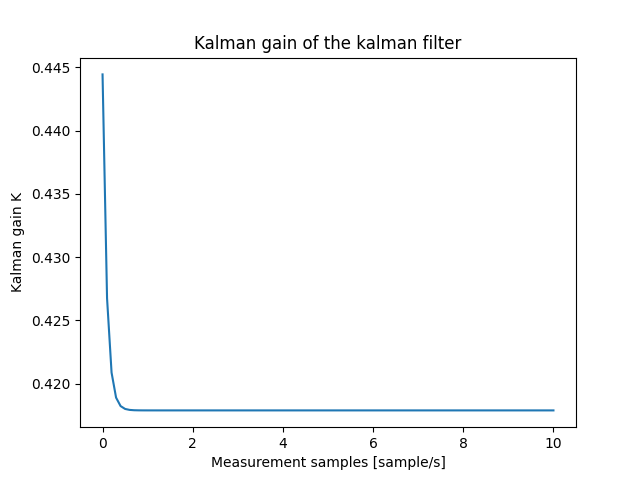 Kalman gain of the kalman filter
0.445
0.440
0.435
0.430
0.425
0.420
Kalman gain K
0 2 4 6 8 10
Measurement samples [sample/s]